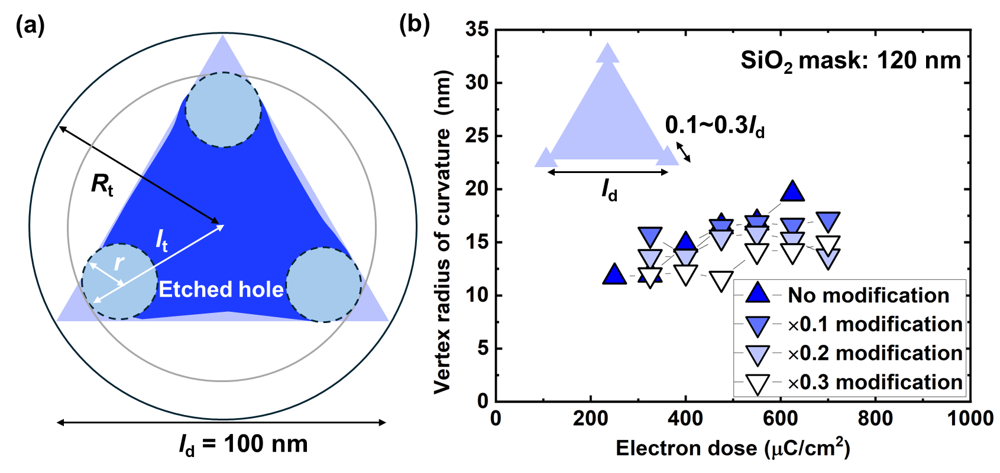 (a)
R_t
l_t
r
Etched hole
l_d = 100 nm
(b)
Vertex radius of curvature (nm)
35
30
25
20
15
10
5
0
SiO₂ mask: 120 nm
0.1~0.3l_d
l_d
No modification
×0.1 modification
×0.2 modification
×0.3 modification
0 200 400 600 800 1000
Electron dose (μC/cm²)